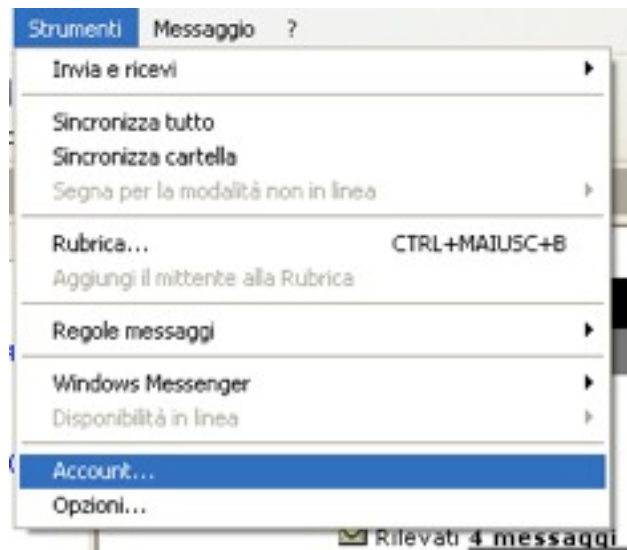 Strumenti Messaggio ?
Invia e ricevi
Sincronizza tutto
Sincronizza cartella
Segna per la modalità non in linea
Rubrica... CTRL+MAIUSC+B
Aggiungi il mittente alla Rubrica
Regole messaggi
Windows Messenger
Disponibilità in linea
Account...
Opzioni...
Rilevati 4 messaggi